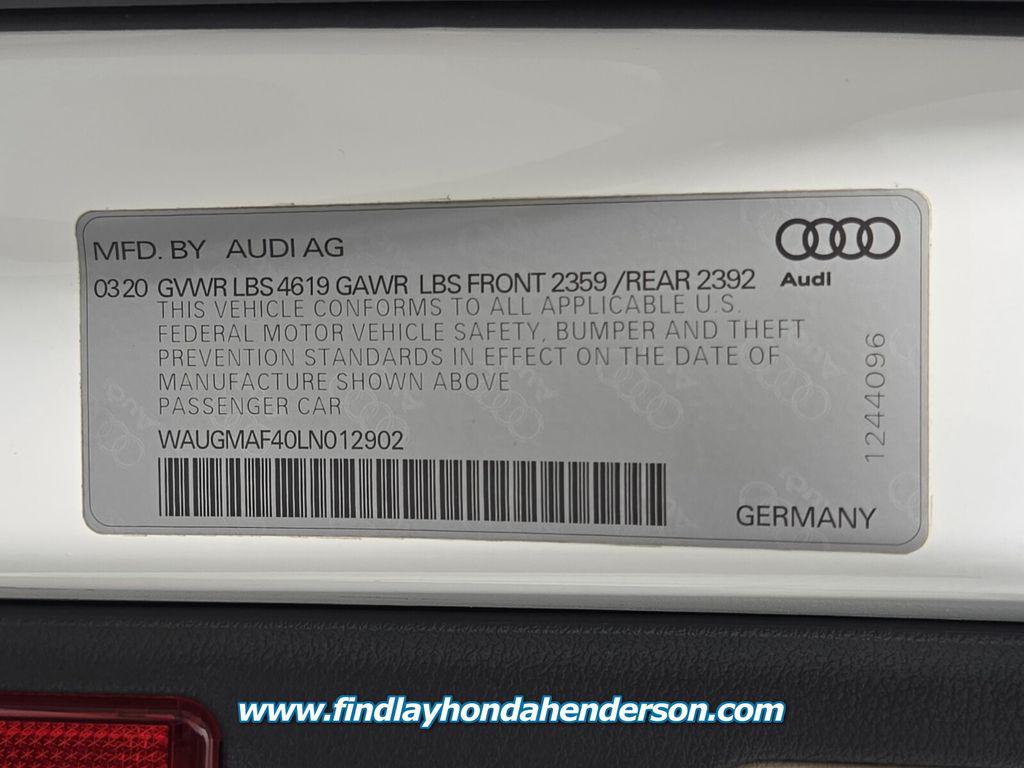 MFD. BY AUDI AG
Audi
0320 GVWR LBS 4619 GAWR LBS FRONT 2359 /REAR 2392
THIS VEHICLE CONFORMS TO ALL APPLICABLE U.S.
FEDERAL MOTOR VEHICLE SAFETY, BUMPER AND THEFT
PREVENTION STANDARDS IN EFFECT ON THE DATE OF
MANUFACTURE SHOWN ABOVE
PASSENGER CAR
WAUGMAF40LN012902
1244096
GERMANY
www.findlayhondahenderson.com